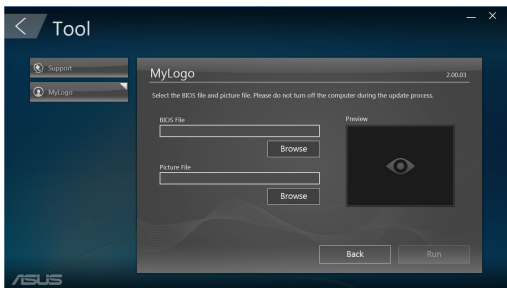 Tool
Support
MyLogo
MyLogo
2.00.03
Select the BIOS file and picture file. Please do not turn off the computer during the update process.
BIOS File
Preview
Browse
Picture File
Browse
Back
Run
ASUS